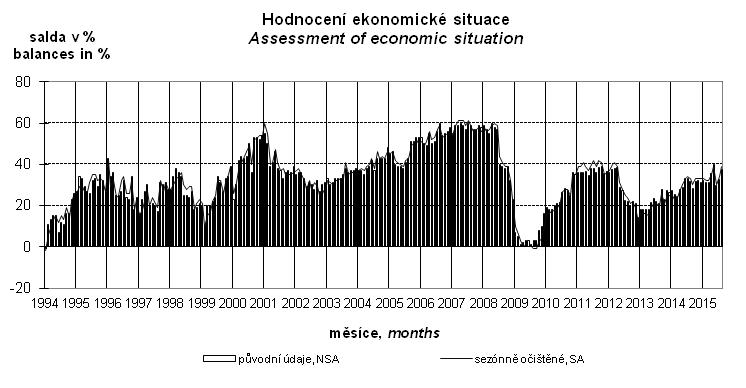 Hodnocení ekonomické situace
Assessment of economic situation
salda v %
balances in %
80
60
40
20
0
-20
1994 1995 1996 1997 1998 1999 2000 2001 2002 2003 2004 2005 2006 2007 2008 2009 2010 2011 2012 2013 2014 2015
měsíce, months
původní údaje, NSA
sezónně očištěné, SA